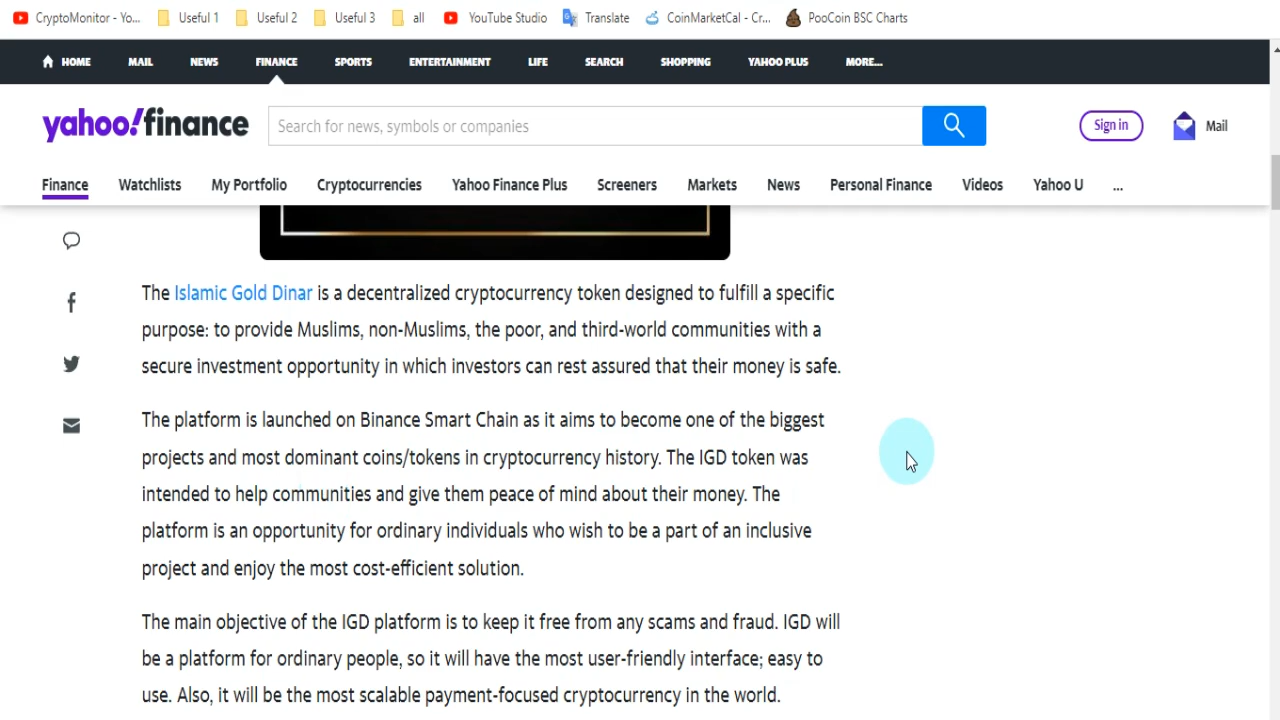 CryptoMonitor - Yo... Useful 1 Useful 2 Useful 3 all YouTube Studio Translate CoinMarketCal - Cr... PooCoin BSC Charts
HOME MAIL NEWS FINANCE SPORTS ENTERTAINMENT LIFE SEARCH SHOPPING YAHOO PLUS MORE...
yahoo!finance Search for news, symbols or companies Sign in Mail
Finance Watchlists My Portfolio Cryptocurrencies Yahoo Finance Plus Screeners Markets News Personal Finance Videos Yahoo U ...
The Islamic Gold Dinar is a decentralized cryptocurrency token designed to fulfill a specific
purpose: to provide Muslims, non-Muslims, the poor, and third-world communities with a
secure investment opportunity in which investors can rest assured that their money is safe.
The platform is launched on Binance Smart Chain as it aims to become one of the biggest
projects and most dominant coins/tokens in cryptocurrency history. The IGD token was
intended to help communities and give them peace of mind about their money. The
platform is an opportunity for ordinary individuals who wish to be a part of an inclusive
project and enjoy the most cost-efficient solution.
The main objective of the IGD platform is to keep it free from any scams and fraud. IGD will
be a platform for ordinary people, so it will have the most user-friendly interface; easy to
use. Also, it will be the most scalable payment-focused cryptocurrency in the world.